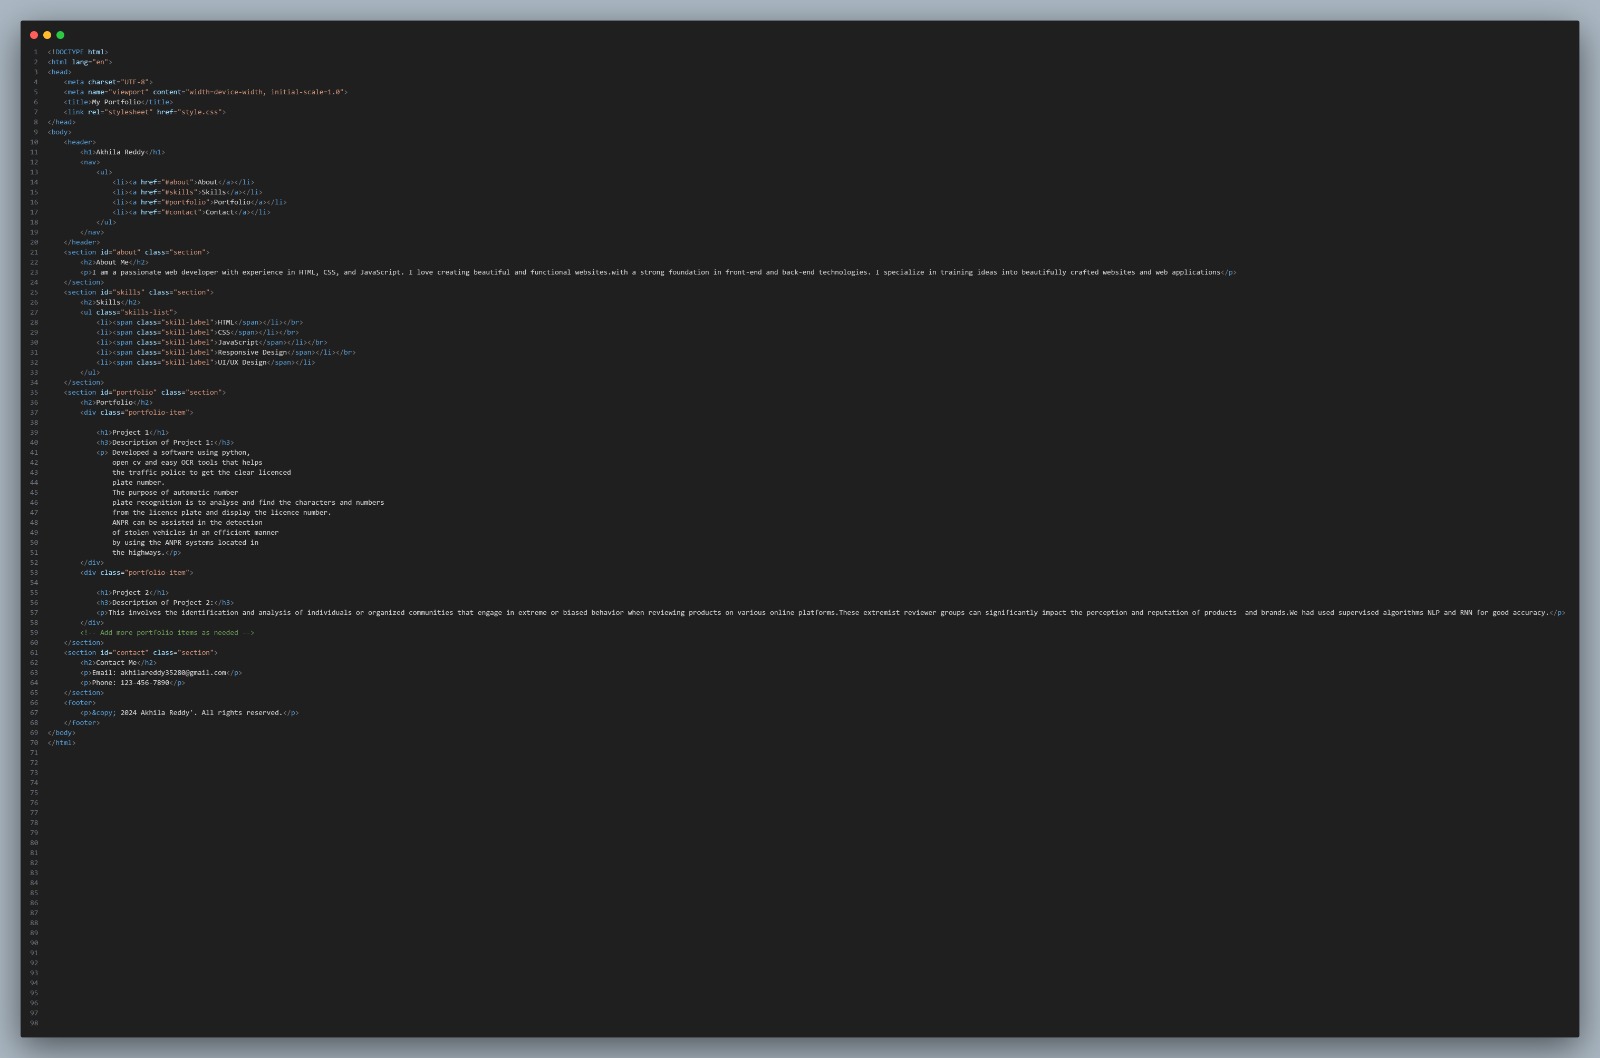 1 <!DOCTYPE html>
2 <html lang="en">
3 <head>
4     <meta charset="UTF-8">
5     <meta name="viewport" content="width=device-width, initial-scale=1.0">
6     <title>My Portfolio</title>
7     <link rel="stylesheet" href="style.css">
8 </head>
9 <body>
10     <header>
11         <h1>Akhila Reddy</h1>
12         <nav>
13             <ul>
14                 <li><a href="#about">About</a></li>
15                 <li><a href="#skills">Skills</a></li>
16                 <li><a href="#portfolio">Portfolio</a></li>
17                 <li><a href="#contact">Contact</a></li>
18             </ul>
19         </nav>
20     </header>
21     <section id="about" class="section">
22         <h2>About Me</h2>
23         <p>I am a passionate web developer with experience in HTML, CSS, and JavaScript. I love creating beautiful and functional websites.with a strong foundation in front-end and back-end technologies. I specialize in training ideas into beautifully crafted websites and web applications</p>
24     </section>
25     <section id="skills" class="section">
26         <h2>Skills</h2>
27         <ul class="skills-list">
28             <li><span class="skill-label">HTML</span></li></br>
29             <li><span class="skill-label">CSS</span></li></br>
30             <li><span class="skill-label">JavaScript</span></li></br>
31             <li><span class="skill-label">Responsive Design</span></li></br>
32             <li><span class="skill-label">UI/UX Design</span></li>
33         </ul>
34     </section>
35     <section id="portfolio" class="section">
36         <h2>Portfolio</h2>
37         <div class="portfolio-item">
38
39             <h1>Project 1</h1>
40             <h3>Description of Project 1:</h3>
41             <p> Developed a software using python,
42                 open cv and easy OCR tools that helps
43                 the traffic police to get the clear licenced
44                 plate number.
45                 The purpose of automatic number
46                 plate recognition is to analyse and find the characters and numbers
47                 from the licence plate and display the licence number.
48                 ANPR can be assisted in the detection
49                 of stolen vehicles in an efficient manner
50                 by using the ANPR systems located in
51                 the highways.</p>
52         </div>
53         <div class="portfolio-item">
54
55             <h1>Project 2</h1>
56             <h3>Description of Project 2:</h3>
57             <p>This involves the identification and analysis of individuals or organized communities that engage in extreme or biased behavior when reviewing products on various online platforms.These extremist reviewer groups can significantly impact the perception and reputation of products  and brands.We had used supervised algorithms NLP and RNN for good accuracy.</p>
58         </div>
59         <!-- Add more portfolio items as needed -->
60     </section>
61     <section id="contact" class="section">
62         <h2>Contact Me</h2>
63         <p>Email: akhilareddy35280@gmail.com</p>
64         <p>Phone: 123-456-7890</p>
65     </section>
66     <footer>
67         <p>&copy; 2024 Akhila Reddy'. All rights reserved.</p>
68     </footer>
69 </body>
70 </html>
71
72
73
74
75
76
77
78
79
80
81
82
83
84
85
86
87
88
89
90
91
92
93
94
95
96
97
98